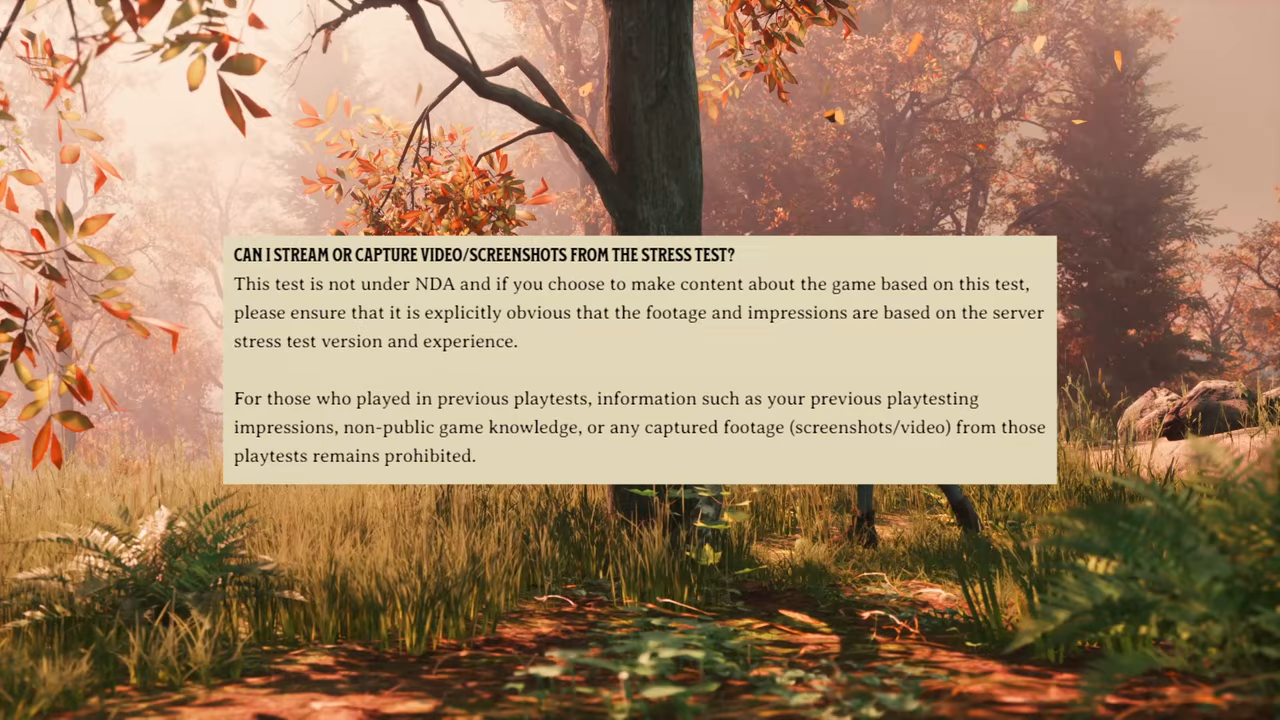 CAN I STREAM OR CAPTURE VIDEO/SCREENSHOTS FROM THE STRESS TEST?
This test is not under NDA and if you choose to make content about the game based on this test,
please ensure that it is explicitly obvious that the footage and impressions are based on the server
stress test version and experience.
For those who played in previous playtests, information such as your previous playtesting
impressions, non-public game knowledge, or any captured footage (screenshots/video) from those
playtests remains prohibited.